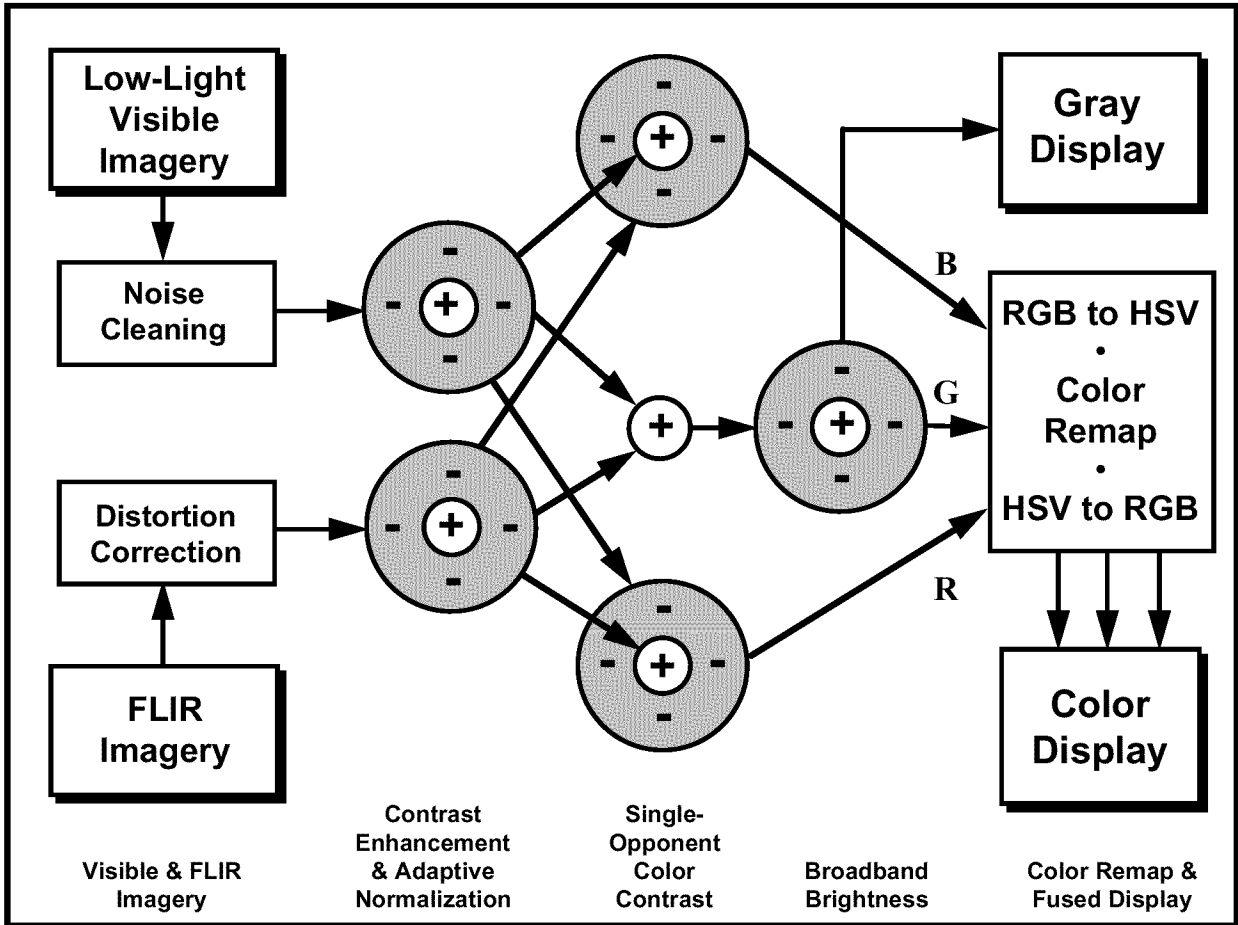 Low-Light
Visible
Imagery
Noise
Cleaning
Distortion
Correction
FLIR
Imagery
-
- + -
-
-
- + -
-
-
- + -
-
+
-
- + -
-
-
- + -
-
Gray
Display
B
G
R
RGB to HSV
•
Color
Remap
•
HSV to RGB
Color
Display
Visible & FLIR
Imagery
Contrast
Enhancement
& Adaptive
Normalization
Single-
Opponent
Color
Contrast
Broadband
Brightness
Color Remap &
Fused Display